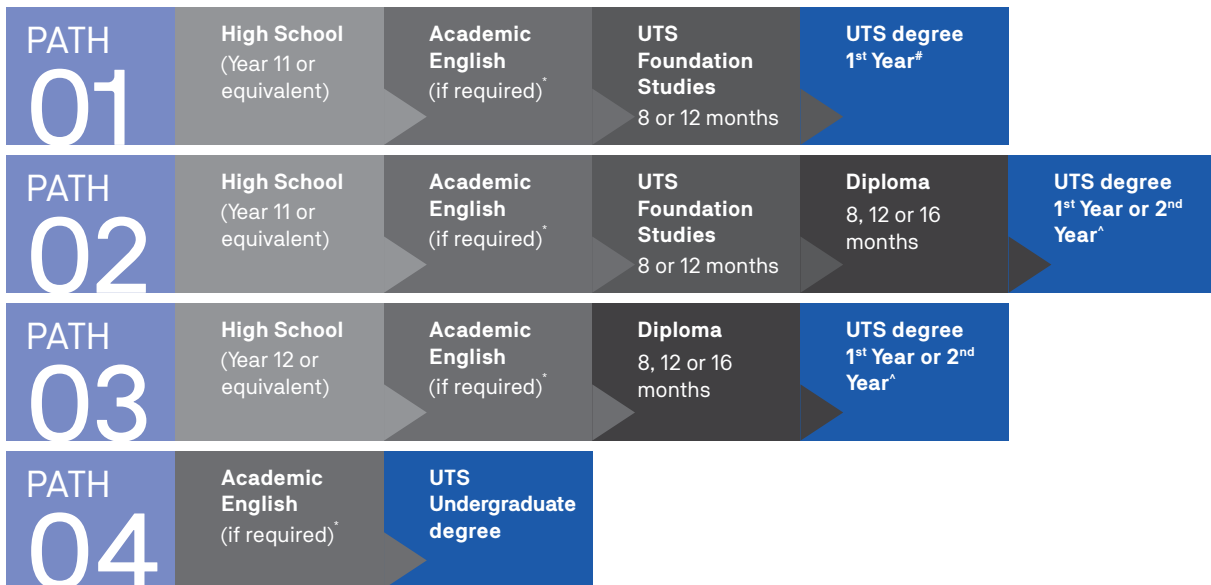 PATH
01
High School
(Year 11 or
equivalent)
Academic
English
(if required)*
UTS
Foundation
Studies
8 or 12 months
UTS degree
1st Year#
PATH
02
High School
(Year 11 or
equivalent)
Academic
English
(if required)*
UTS
Foundation
Studies
8 or 12 months
Diploma
8, 12 or 16
months
UTS degree
1st Year or 2nd
Year^
PATH
03
High School
(Year 12 or
equivalent)
Academic
English
(if required)*
Diploma
8, 12 or 16
months
UTS degree
1st Year or 2nd
Year^
PATH
04
Academic
English
(if required)*
UTS
Undergraduate
degree